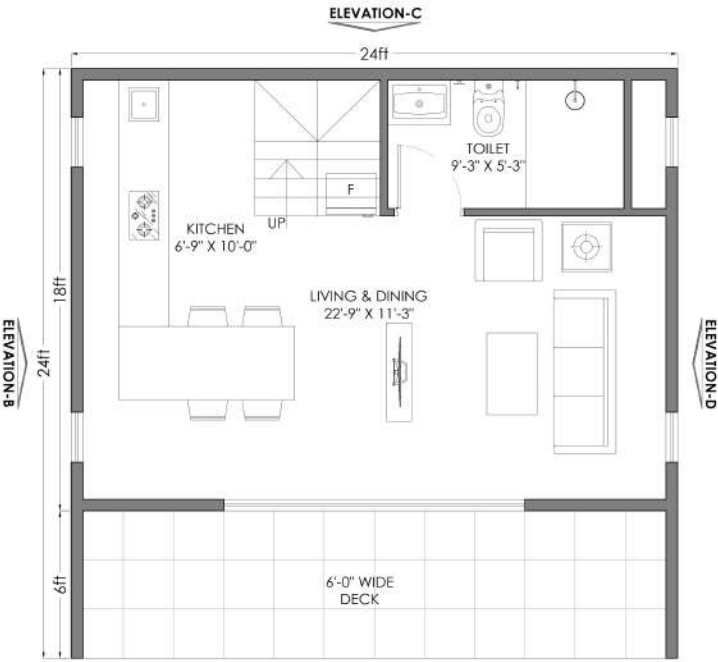 ELEVATION-C
24ft
TOILET
9'-3" X 5'-3"
F
UP
KITCHEN
6'-9" X 10'-0"
18ft
LIVING & DINING
22'-9" X 11'-3"
ELEVATION-B
24ft
ELEVATION-D
6ft
6'-0" WIDE
DECK